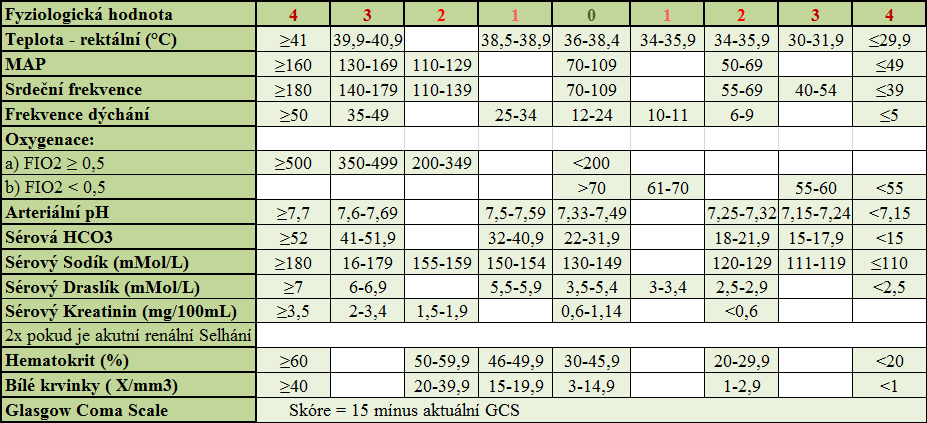 Fyziologická hodnota 4 3 2 1 0 1 2 3 4
Teplota - rektální (°C) ≥41 39,9-40,9 38,5-38,9 36-38,4 34-35,9 34-35,9 30-31,9 ≤29,9
MAP ≥160 130-169 110-129 70-109 50-69 ≤49
Srdeční frekvence ≥180 140-179 110-139 70-109 55-69 40-54 ≤39
Frekvence dýchání ≥50 35-49 25-34 12-24 10-11 6-9 ≤5
Oxygenace:
a) FIO2 ≥ 0,5 ≥500 350-499 200-349 <200
b) FIO2 < 0,5 >70 61-70 55-60 <55
Arteriální pH ≥7,7 7,6-7,69 7,5-7,59 7,33-7,49 7,25-7,32 7,15-7,24 <7,15
Sérová HCO3 ≥52 41-51,9 32-40,9 22-31,9 18-21,9 15-17,9 <15
Sérový Sodík (mMol/L) ≥180 16-179 155-159 150-154 130-149 120-129 111-119 ≤110
Sérový Draslík (mMol/L) ≥7 6-6,9 5,5-5,9 3,5-5,4 3-3,4 2,5-2,9 <2,5
Sérový Kreatinin (mg/100mL) ≥3,5 2-3,4 1,5-1,9 0,6-1,14 <0,6
2x pokud je akutní renální Selhání
Hematokrit (%) ≥60 50-59,9 46-49,9 30-45,9 20-29,9 <20
Bílé krvinky ( X/mm3) ≥40 20-39,9 15-19,9 3-14,9 1-2,9 <1
Glasgow Coma Scale Skóre = 15 mínus aktuální GCS